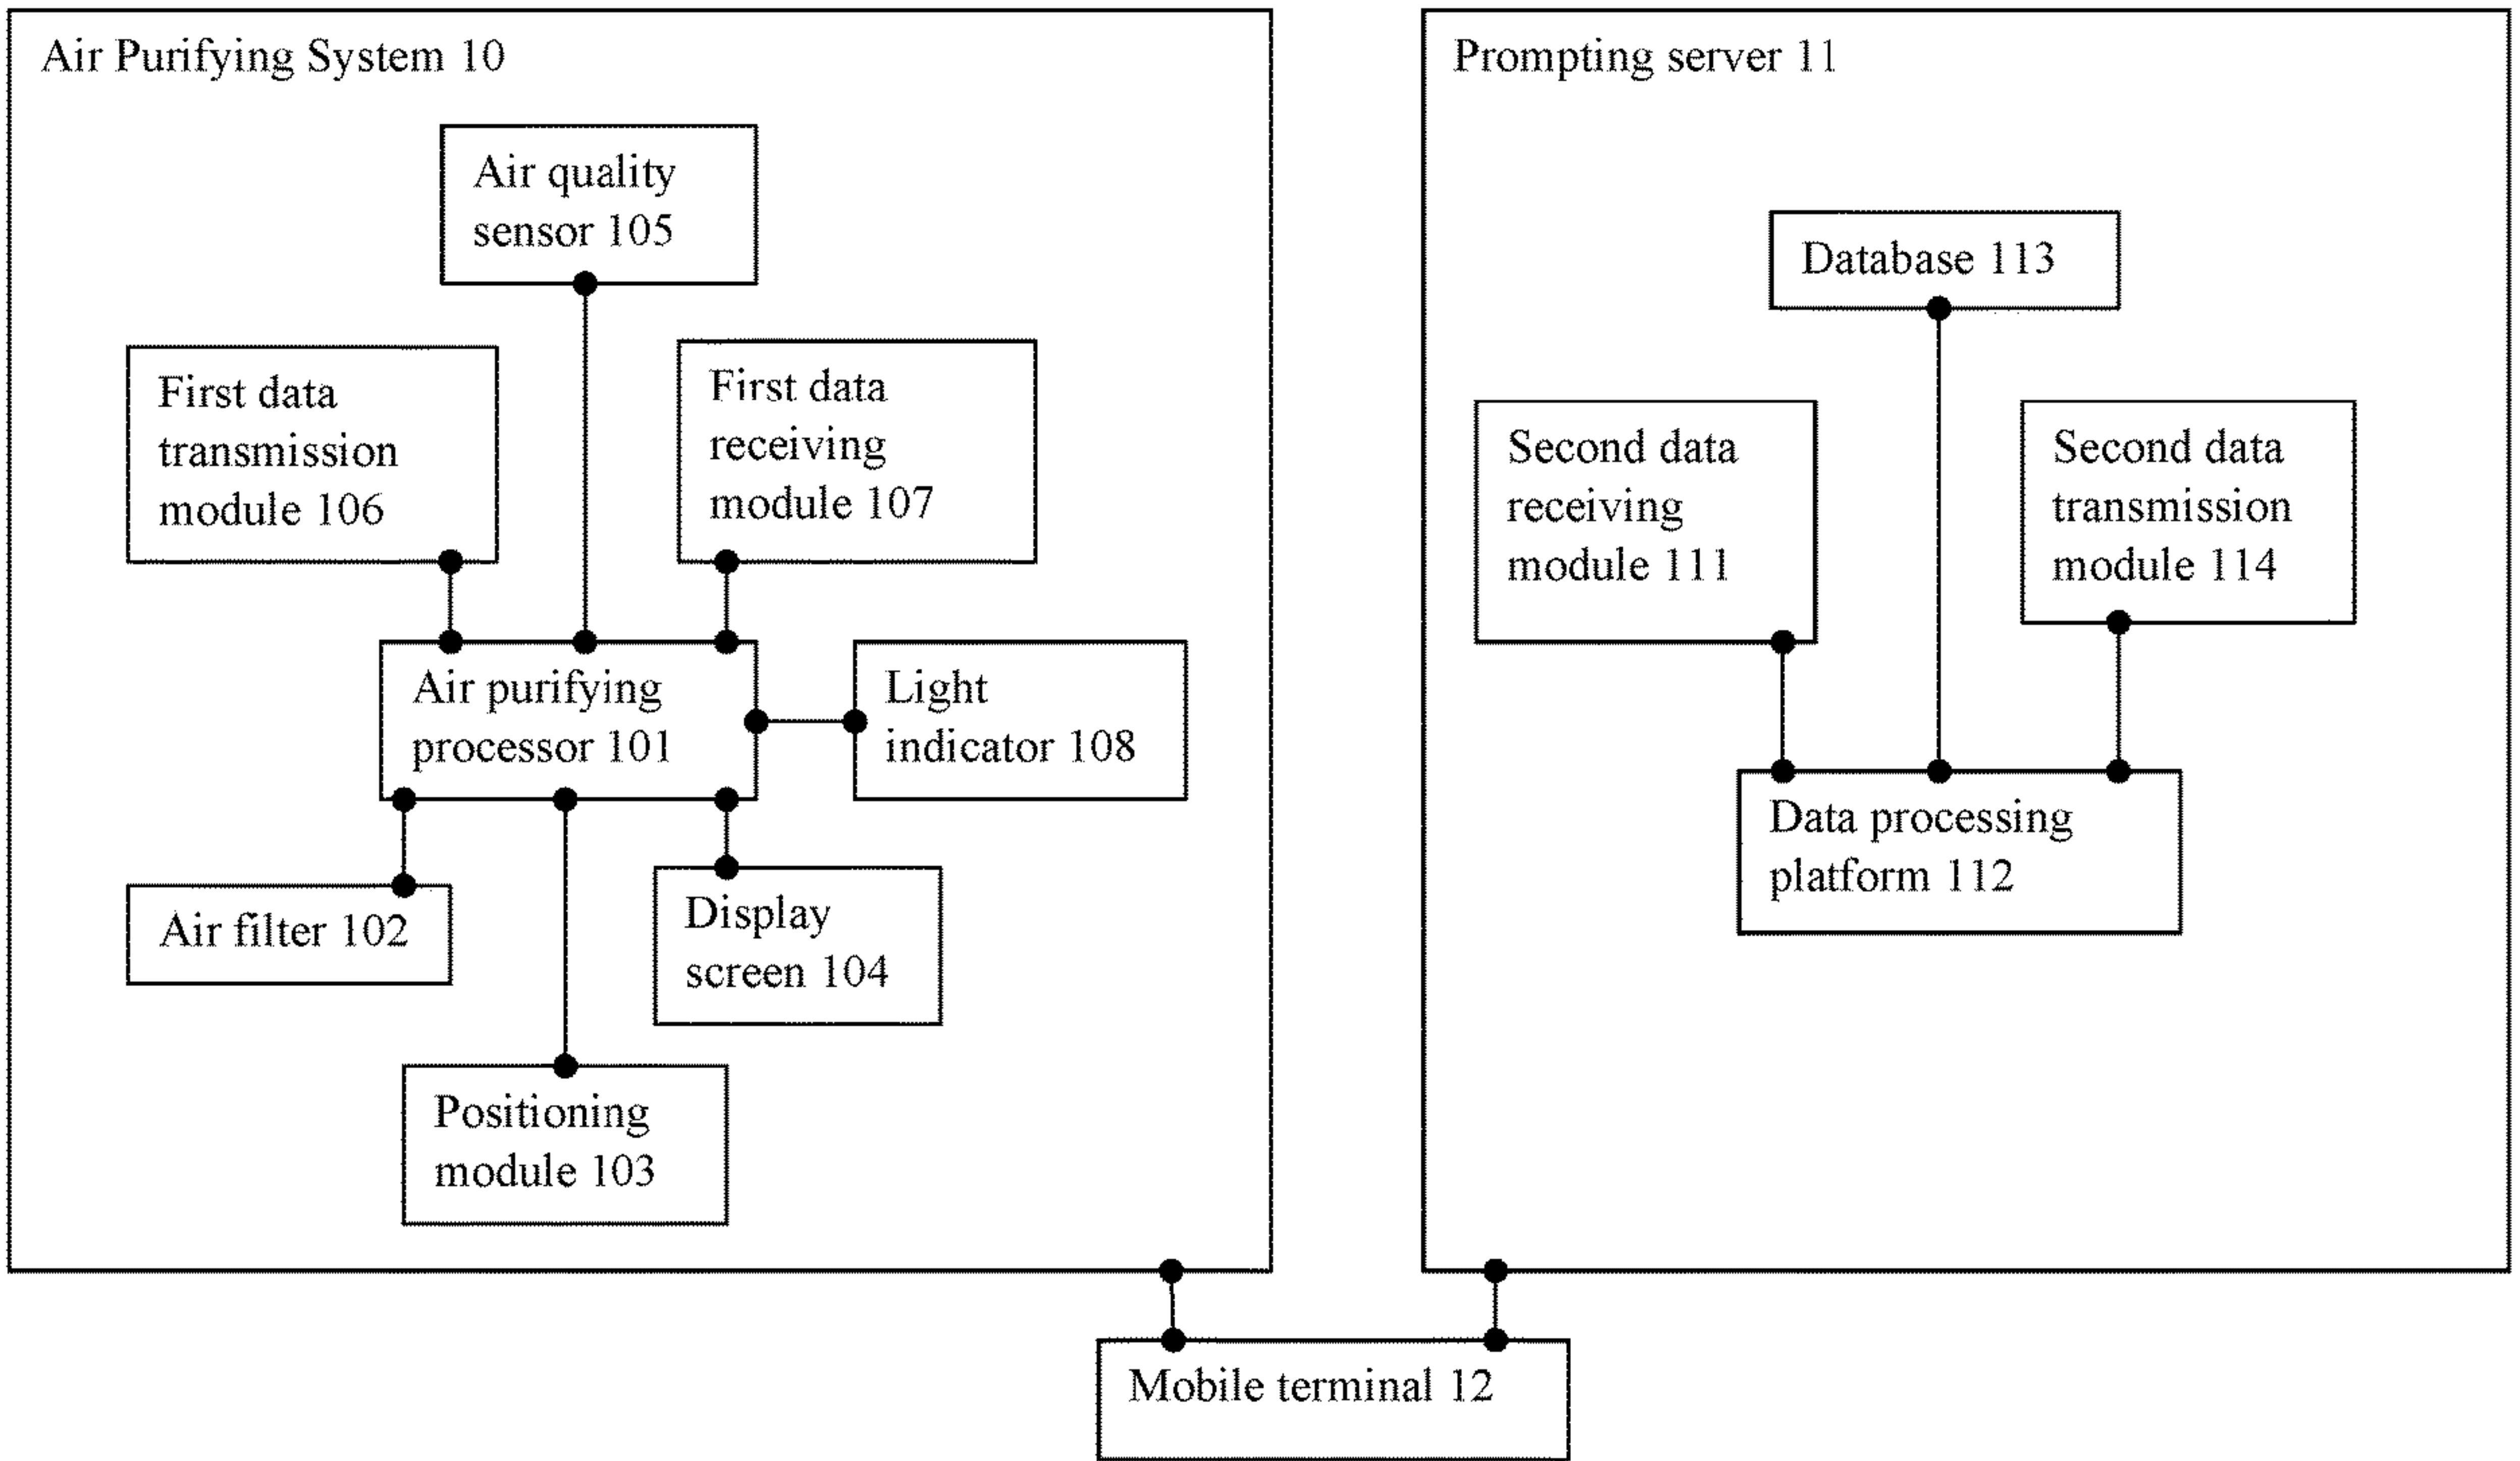 Air Purifying System 10
Air quality
sensor 105
First data
transmission
module 106
First data
receiving
module 107
Air purifying
processor 101
Light
indicator 108
Air filter 102
Display
screen 104
Positioning
module 103
Prompting server 11
Database 113
Second data
receiving
module 111
Second data
transmission
module 114
Data processing
platform 112
Mobile terminal 12